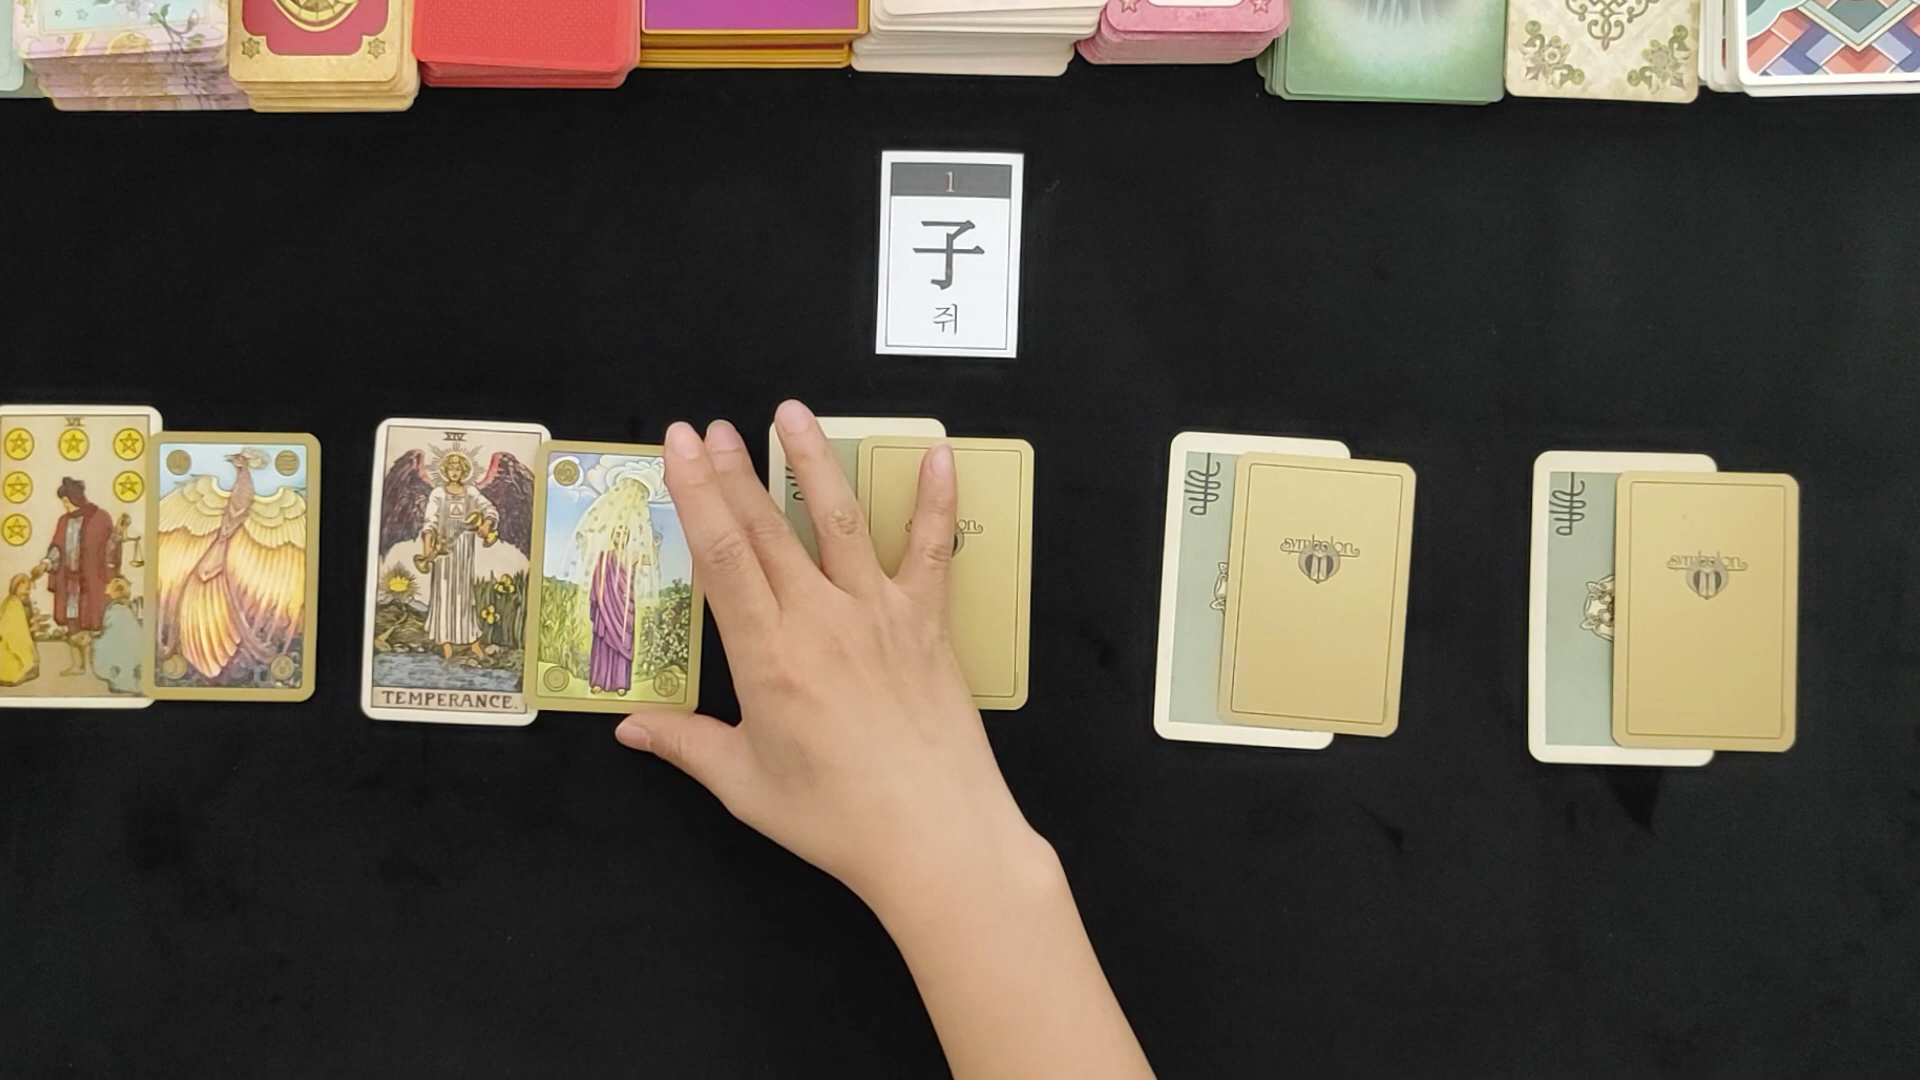 1
子
쥐
VI
XIV
TEMPERANCE.
symbolon
symbolon